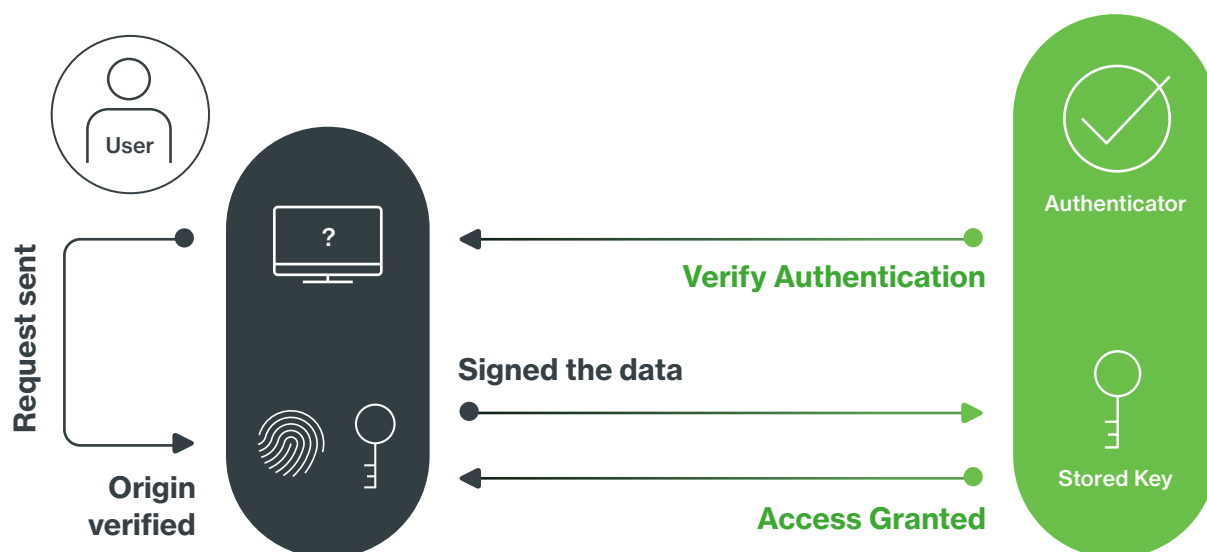 User
?
Authenticator
Request sent
Verify Authentication
Signed the data
Origin
verified
Stored Key
Access Granted